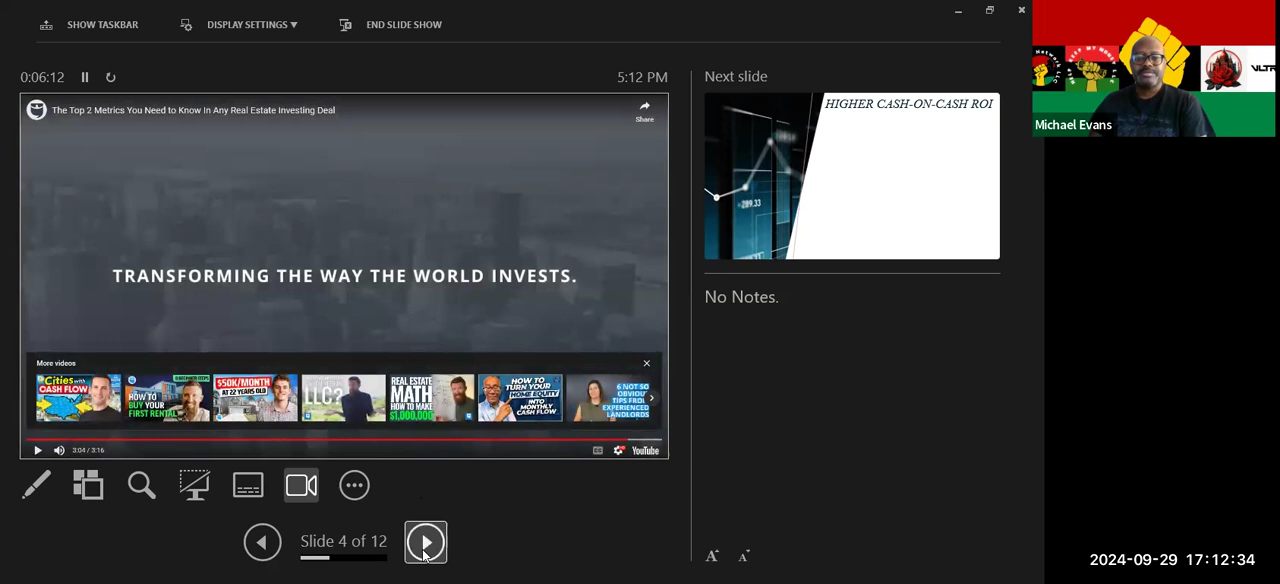 SHOW TASKBAR
DISPLAY SETTINGS ▼
END SLIDE SHOW
0:06:12
5:12 PM
The Top 2 Metrics You Need to Know In Any Real Estate Investing Deal
Share
TRANSFORMING THE WAY THE WORLD INVESTS.
More videos
Cities with CASH FLOW
HOW TO BUY YOUR FIRST RENTAL
$50K/MONTH
AT 22 YEARS OLD
LLC?
REAL ESTATE
MATH
HOW TO MAKE
$1,000,000
HOW TO
TURN YOUR
HOME EQUITY
INTO
MONTHLY
CASH FLOW
6 NOT SO
OBVIOUS
TIPS FROM
EXPERIENCED
LANDLORDS
3:04 / 3:16
CC
YouTube
Slide 4 of 12
Next slide
HIGHER CASH-ON-CASH ROI
No Notes.
A A
Network LLC
VLTR
Michael Evans
2024-09-29 17:12:34